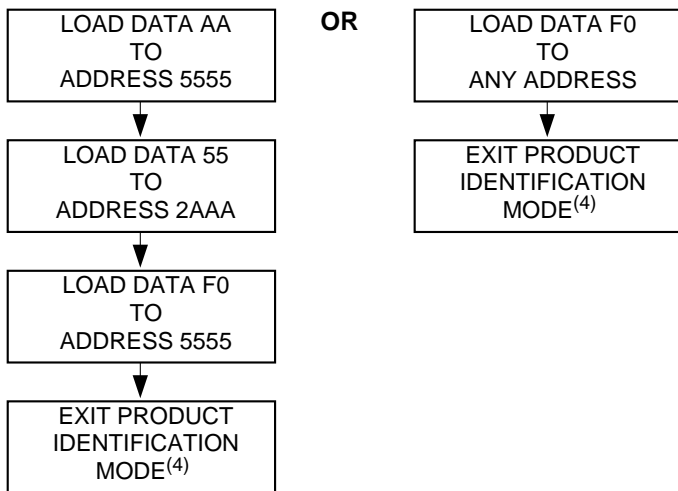 LOAD DATA AA
TO
ADDRESS 5555
LOAD DATA 55
TO
ADDRESS 2AAA
LOAD DATA F0
TO
ADDRESS 5555
EXIT PRODUCT
IDENTIFICATION
MODE(4)
OR
LOAD DATA F0
TO
ANY ADDRESS
EXIT PRODUCT
IDENTIFICATION
MODE(4)